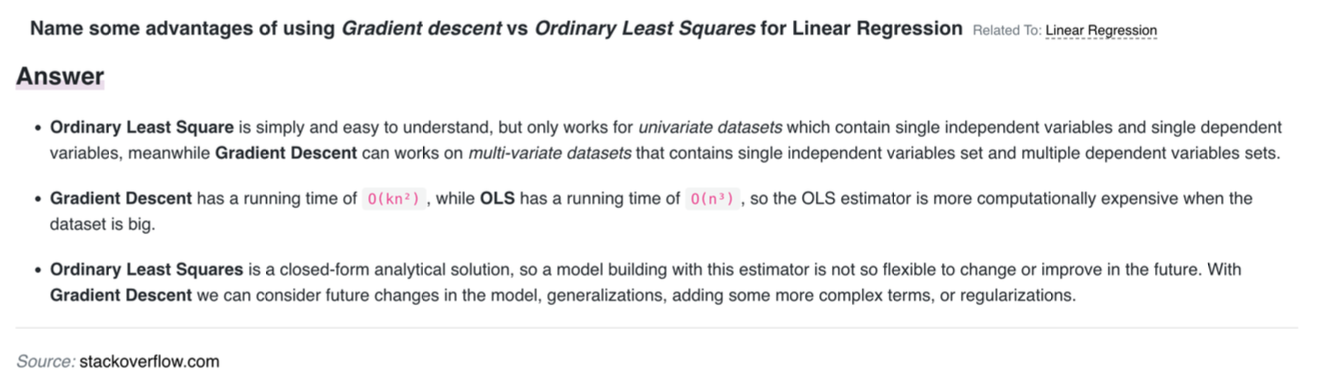 Name some advantages of using Gradient descent vs Ordinary Least Squares for Linear Regression Related To: Linear Regression
Answer
• Ordinary Least Square is simply and easy to understand, but only works for univariate datasets which contain single independent variables and single dependent
variables, meanwhile Gradient Descent can works on multi-variate datasets that contains single independent variables set and multiple dependent variables sets.
• Gradient Descent has a running time of O(kn²) , while OLS has a running time of O(n³) , so the OLS estimator is more computationally expensive when the
dataset is big.
• Ordinary Least Squares is a closed-form analytical solution, so a model building with this estimator is not so flexible to change or improve in the future. With
Gradient Descent we can consider future changes in the model, generalizations, adding some more complex terms, or regularizations.
Source: stackoverflow.com